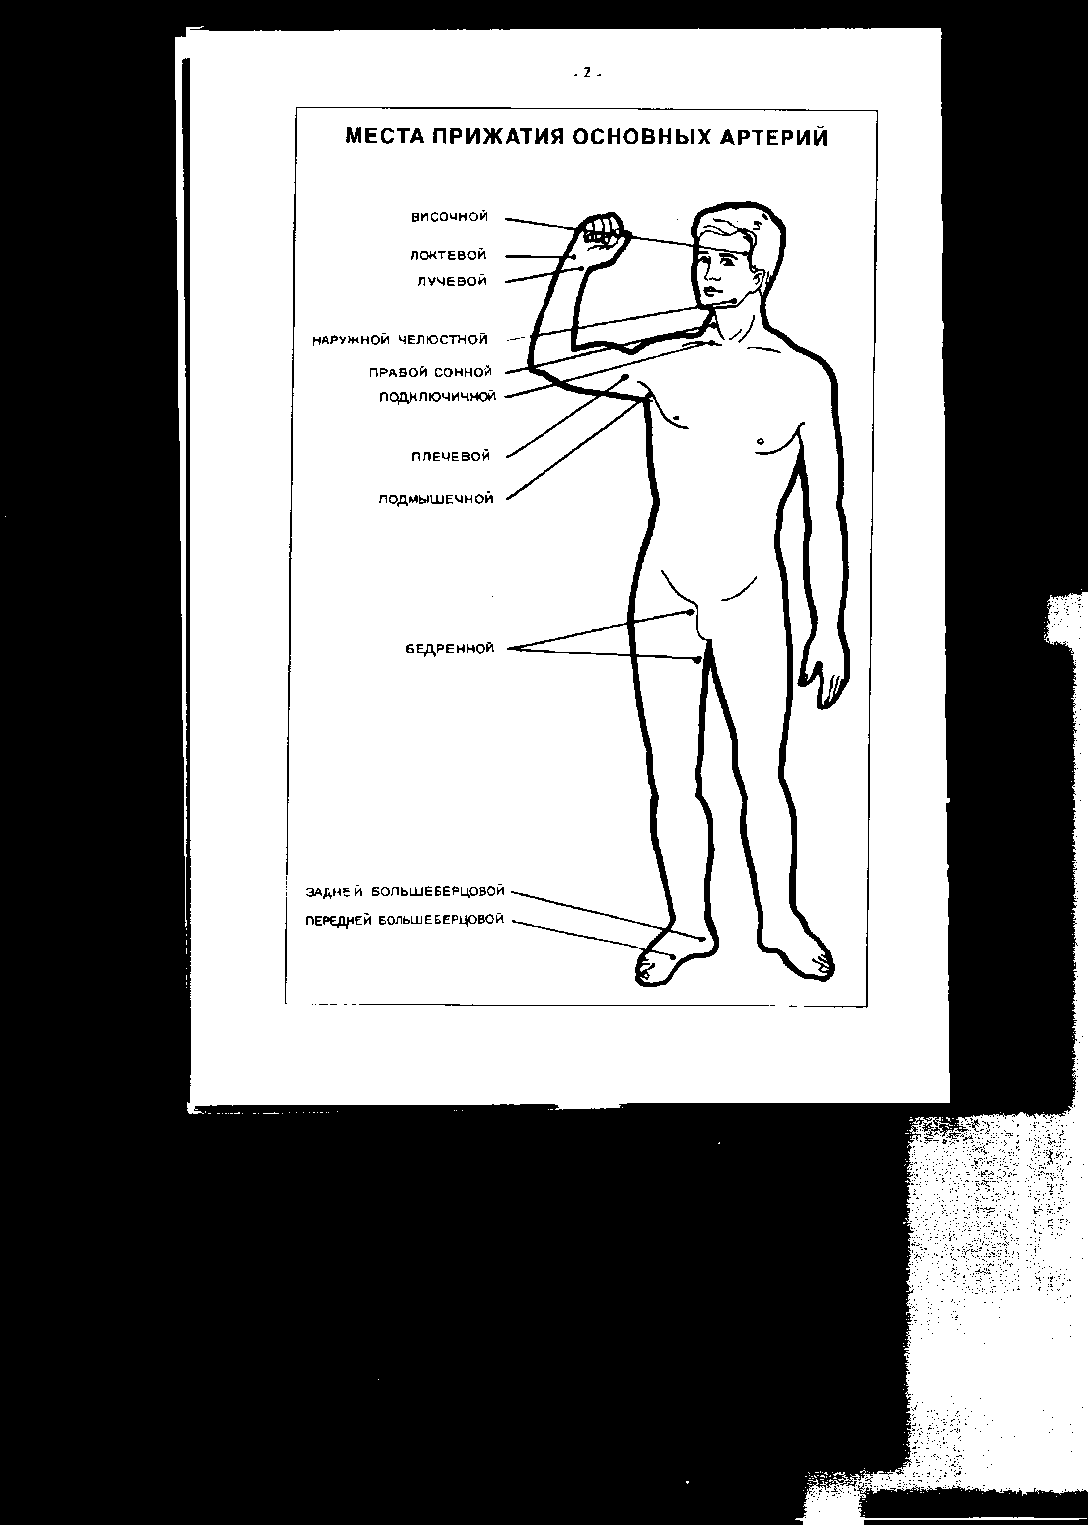 - 2 -
МЕСТА ПРИЖАТИЯ ОСНОВНЫХ АРТЕРИЙ
ВИСОЧНОЙ
ЛОКТЕВОЙ
ЛУЧЕВОЙ
НАРУЖНОЙ ЧЕЛЮСТНОЙ
ПРАВОЙ СОННОЙ
ПОДКЛЮЧИЧНОЙ
ПЛЕЧЕВОЙ
ПОДМЫШЕЧНОЙ
БЕДРЕННОЙ
ЗАДНЕЙ БОЛЬШЕБЕРЦОВОЙ
ПЕРЕДНЕЙ БОЛЬШЕБЕРЦОВОЙ